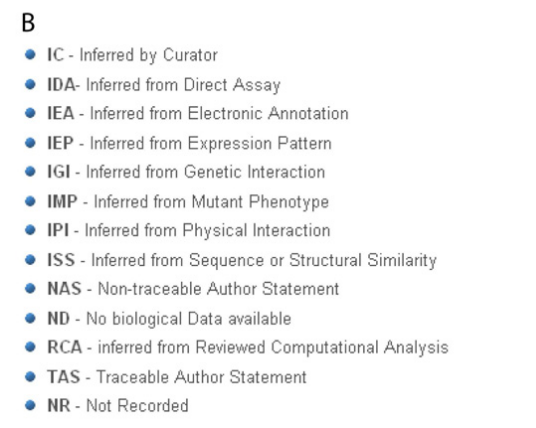 B
IC - Inferred by Curator
IDA- Inferred from Direct Assay
IEA - Inferred from Electronic Annotation
IEP - Inferred from Expression Pattern
IGI - Inferred from Genetic Interaction
IMP - Inferred from Mutant Phenotype
IPI - Inferred from Physical Interaction
ISS - Inferred from Sequence or Structural Similarity
NAS - Non-traceable Author Statement
ND - No biological Data available
RCA - inferred from Reviewed Computational Analysis
TAS - Traceable Author Statement
NR - Not Recorded